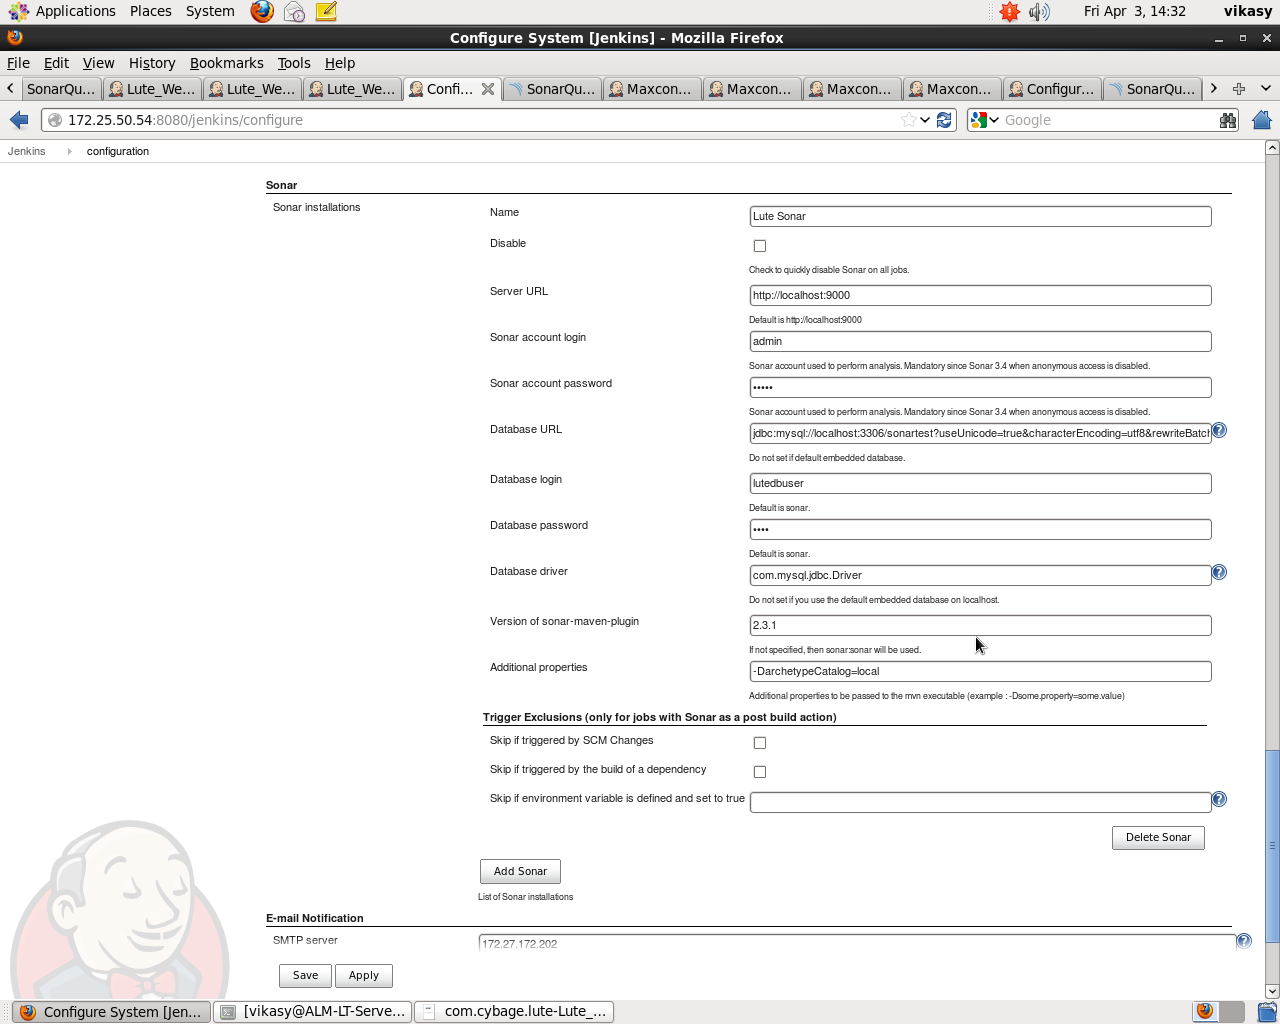 Applications Places System Fri Apr 3, 14:32 vikasy
Configure System [Jenkins] - Mozilla Firefox
File Edit View History Bookmarks Tools Help
SonarQu... Lute_We... Lute_We... Lute_We... Confi... SonarQu... Maxcon... Maxcon... Maxcon... Maxcon... Configur... SonarQu...
172.25.50.54:8080/jenkins/configure Google
Jenkins configuration
Sonar
Sonar installations
Name Lute Sonar
Disable
Check to quickly disable Sonar on all jobs.
Server URL http://localhost:9000
Default is http://localhost:9000
Sonar account login admin
Sonar account used to perform analysis. Mandatory since Sonar 3.4 when anonymous access is disabled.
Sonar account password •••••
Sonar account used to perform analysis. Mandatory since Sonar 3.4 when anonymous access is disabled.
Database URL jdbc:mysql://localhost:3306/sonartest?useUnicode=true&characterEncoding=utf8&rewriteBatch
Do not set if default embedded database.
Database login lutedbuser
Default is sonar.
Database password ••••
Default is sonar.
Database driver com.mysql.jdbc.Driver
Do not set if you use the default embedded database on localhost.
Version of sonar-maven-plugin 2.3.1
If not specified, then sonar:sonar will be used.
Additional properties -DarchetypeCatalog=local
Additional properties to be passed to the mvn executable (example : -Dsome.property=some.value)
Trigger Exclusions (only for jobs with Sonar as a post build action)
Skip if triggered by SCM Changes
Skip if triggered by the build of a dependency
Skip if environment variable is defined and set to true
Delete Sonar
Add Sonar
List of Sonar installations
E-mail Notification
SMTP server 172.27.172.202
Save Apply
Configure System [Jen... [vikasy@ALM-LT-Serve... com.cybage.lute-Lute_...